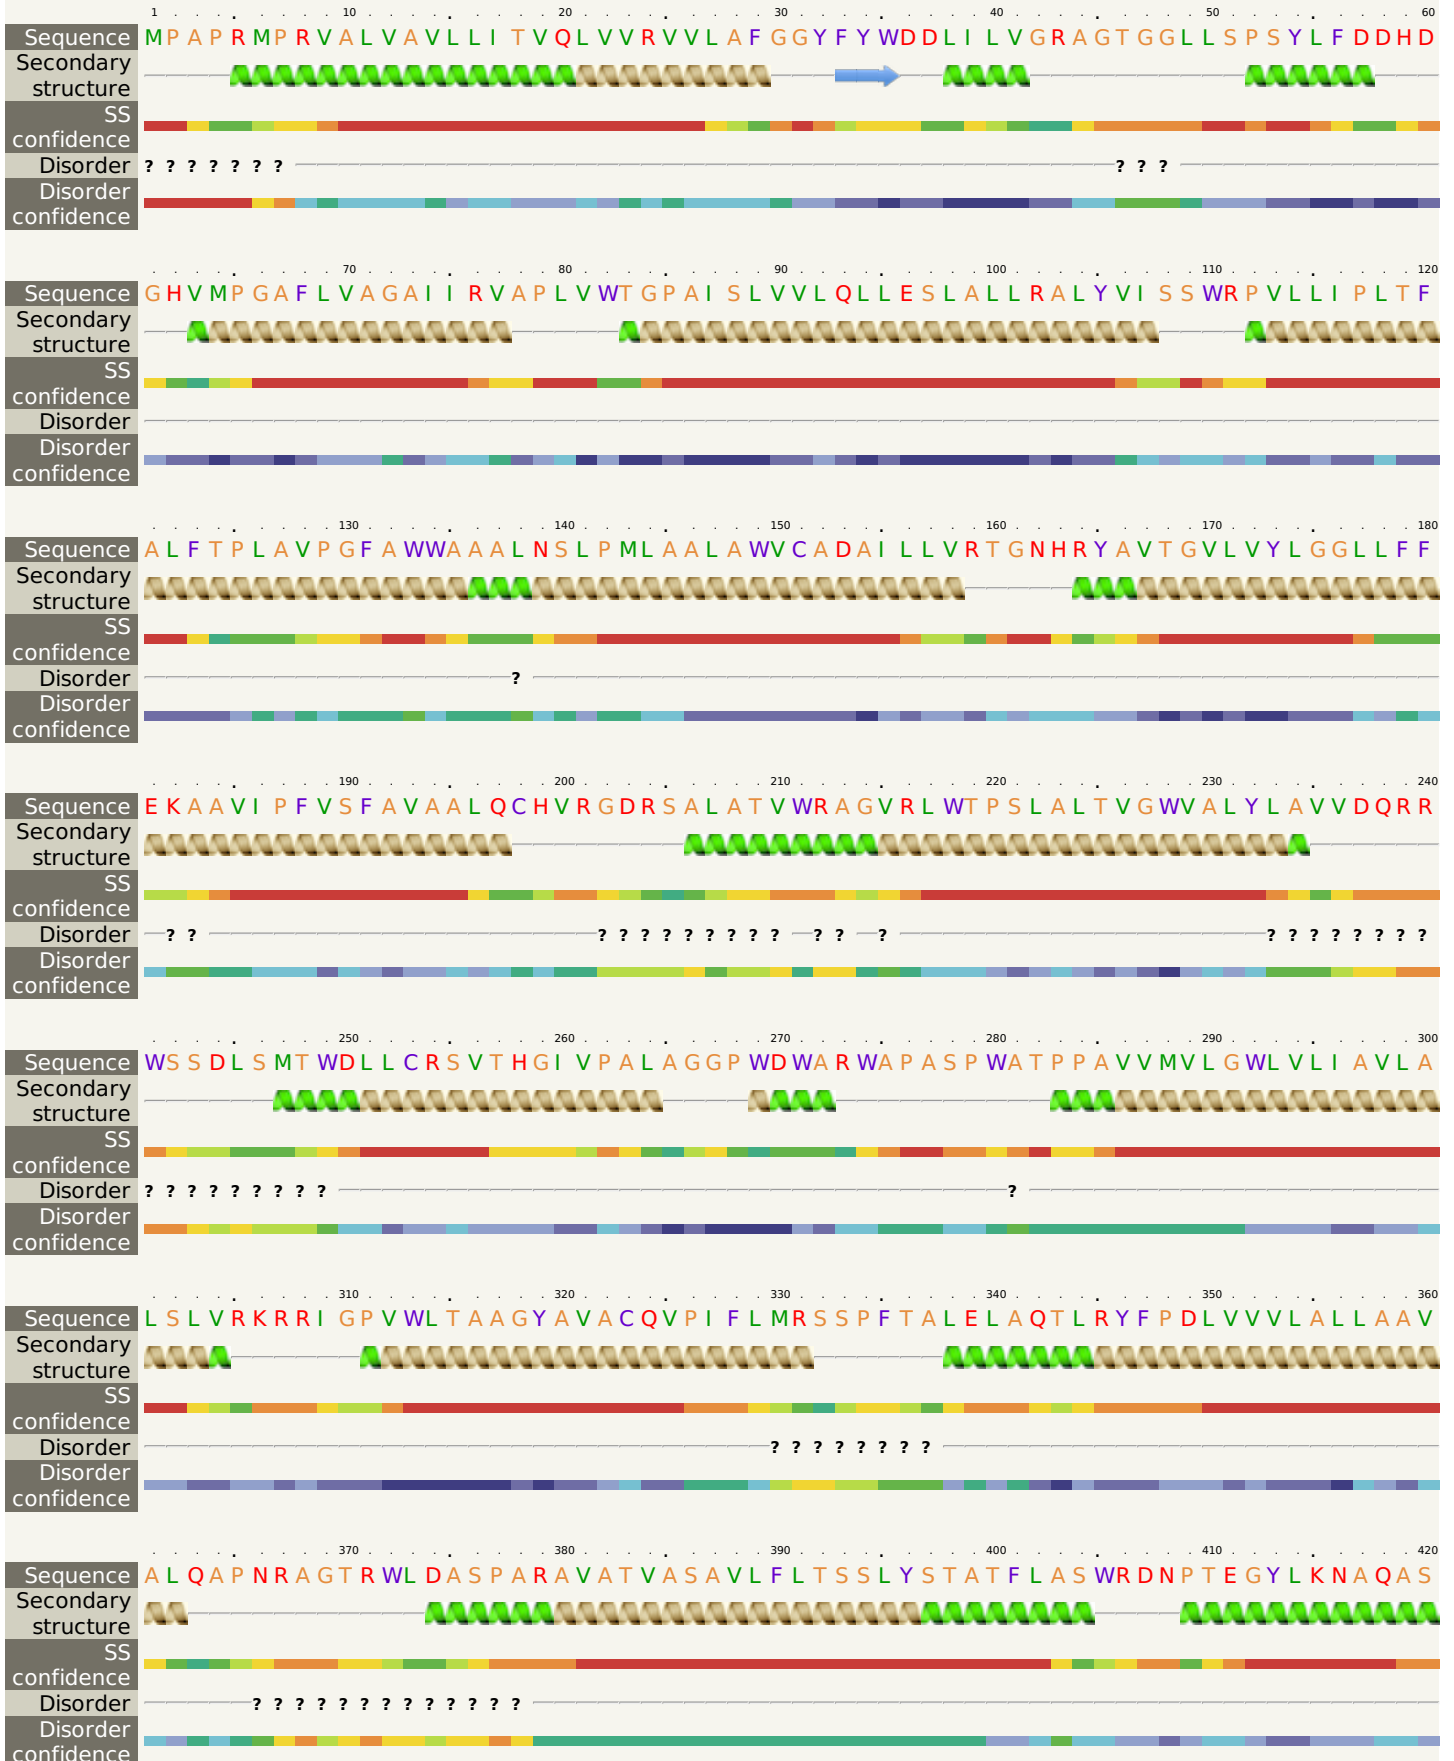 1 10 20 30 40 50 60
Sequence MPAPRMPRVALVAVLLITVQLVVRVVLAFGGYFYWDDLILVGRAGTGGLLSPSYLFDDHD
Secondary
structure
SS
confidence
Disorder ? ? ? ? ? ? ? ? ? ?
Disorder
confidence
70 80 90 100 110 120
Sequence GHVMPGAFLVAGAIIRVAPLVWTGPAISLVVLQLLESLALLRALYVISSWRPVLLIPLTF
Secondary
structure
SS
confidence
Disorder
Disorder
confidence
130 140 150 160 170 180
Sequence ALFTPLAVPGFAWWAAALNSLPMLAALAWVCADAILLVRTGNHRYAVTGVLVYLGGLLFF
Secondary
structure
SS
confidence
Disorder ?
Disorder
confidence
190 200 210 220 230 240
Sequence EKAAVIPFVSFAVAALQCHVRGDRSALATVWRAGVRLWTPSLALTVGWVALYLAVVDQRR
Secondary
structure
SS
confidence
Disorder ? ? ? ? ? ? ? ? ? ? ? ? ? ? ? ? ? ? ? ? ? ?
Disorder
confidence
250 260 270 280 290 300
Sequence WSSDLSMTWDLLCRSVTHGIVPALAGGPWDWARWAPASPWATPPAVVMVLGWLVLIAVLA
Secondary
structure
SS
confidence
Disorder ? ? ? ? ? ? ? ? ? ?
Disorder
confidence
310 320 330 340 350 360
Sequence LSLVRKRRIGPVWLTAAGYAVACQVPIFLMRSSPFTALELAQTLRYFPDLVVVLALLAAV
Secondary
structure
SS
confidence
Disorder ? ? ? ? ? ? ? ?
Disorder
confidence
370 380 390 400 410 420
Sequence ALQAPNRAGTRWLDASPARAVATVASAVLFLTSSLYSTATFLASWRDNPTEGYLKNAQAS
Secondary
structure
SS
confidence
Disorder ? ? ? ? ? ? ? ? ? ? ? ? ?
Disorder
confidence